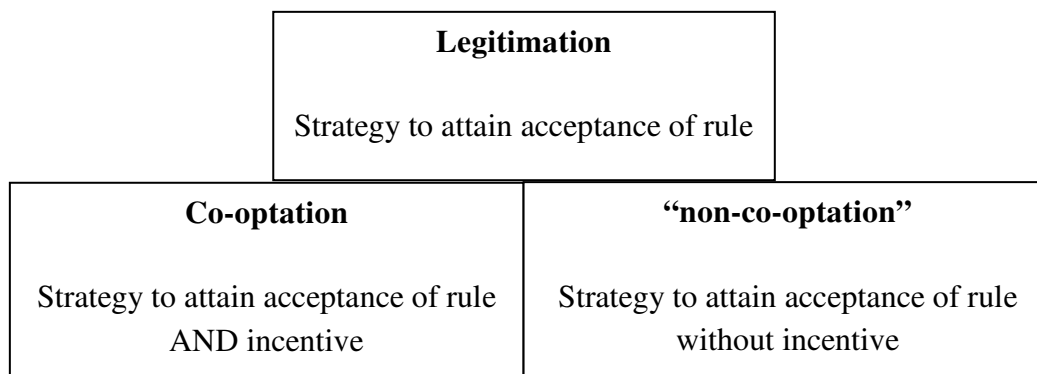 Legitimation
Strategy to attain acceptance of rule
Co-optation
Strategy to attain acceptance of rule
AND incentive
“non-co-optation”
Strategy to attain acceptance of rule
without incentive